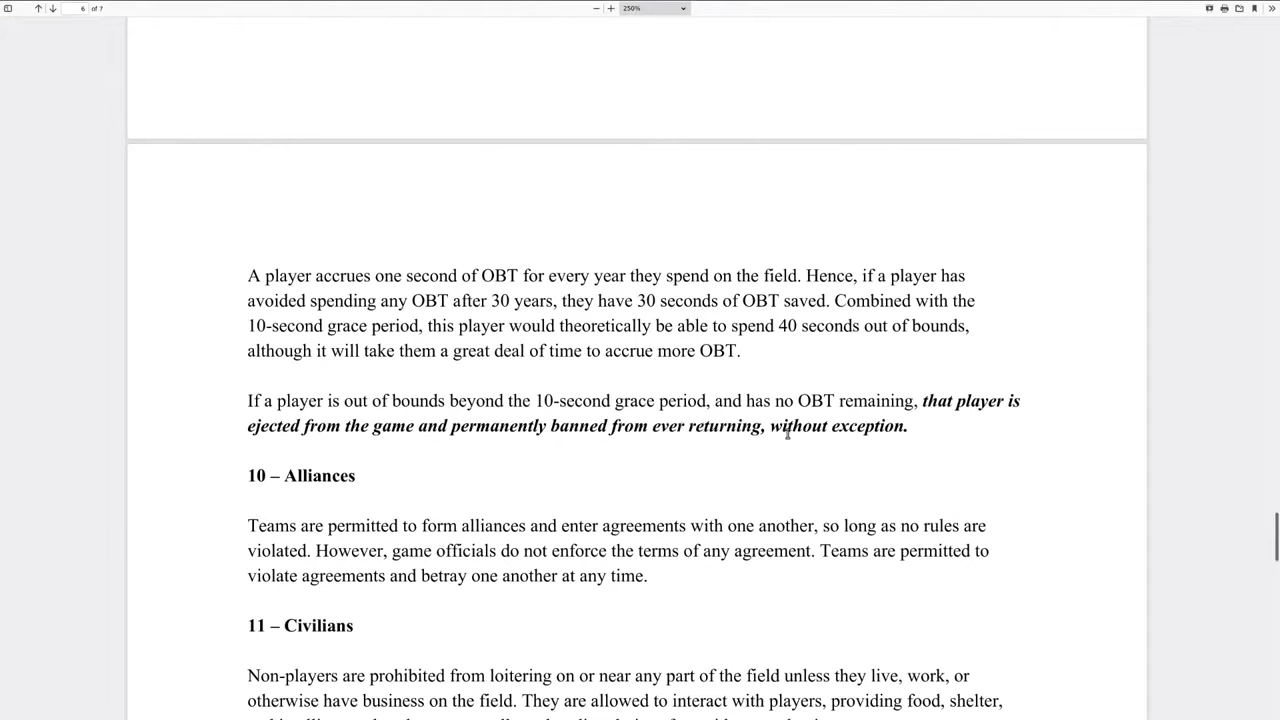 6 of 7
250%
A player accrues one second of OBT for every year they spend on the field. Hence, if a player has
avoided spending any OBT after 30 years, they have 30 seconds of OBT saved. Combined with the
10-second grace period, this player would theoretically be able to spend 40 seconds out of bounds,
although it will take them a great deal of time to accrue more OBT.
If a player is out of bounds beyond the 10-second grace period, and has no OBT remaining, that player is
ejected from the game and permanently banned from ever returning, without exception.
10 – Alliances
Teams are permitted to form alliances and enter agreements with one another, so long as no rules are
violated. However, game officials do not enforce the terms of any agreement. Teams are permitted to
violate agreements and betray one another at any time.
11 – Civilians
Non-players are prohibited from loitering on or near any part of the field unless they live, work, or
otherwise have business on the field. They are allowed to interact with players, providing food, shelter,